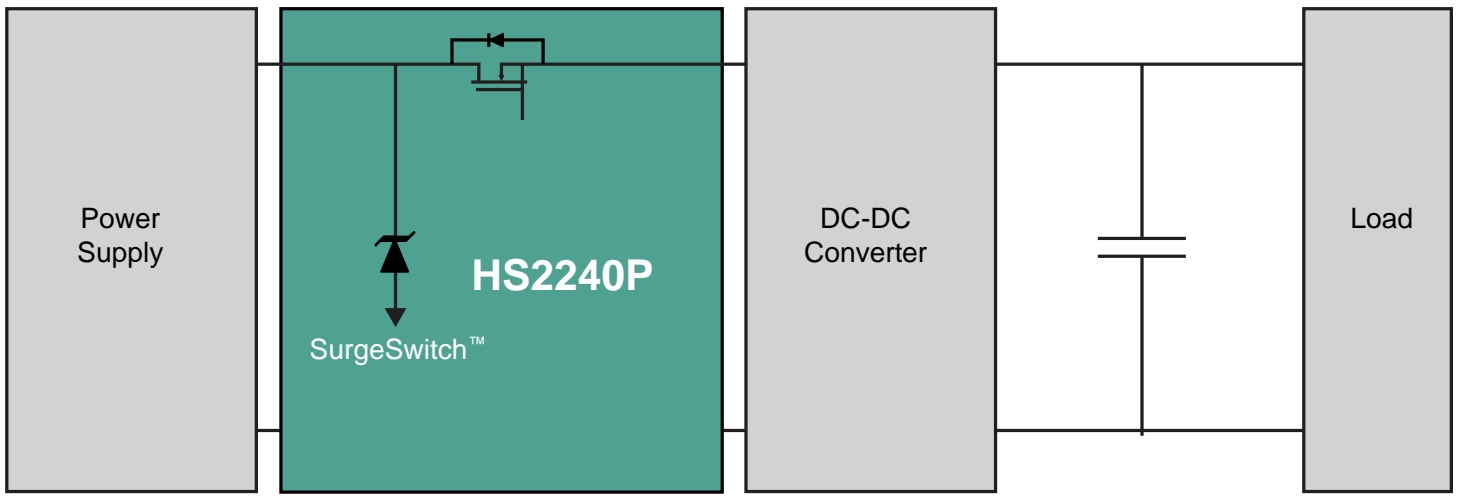 Power
Supply
HS2240P
SurgeSwitch™
DC-DC
Converter
Load